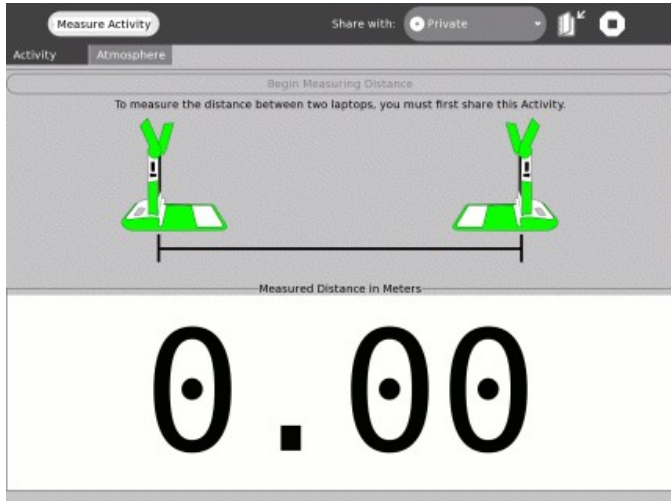 Measure Activity
Share with: Private
Activity Atmosphere
Begin Measuring Distance
To measure the distance between two laptops, you must first share this Activity.
Measured Distance in Meters
0.00